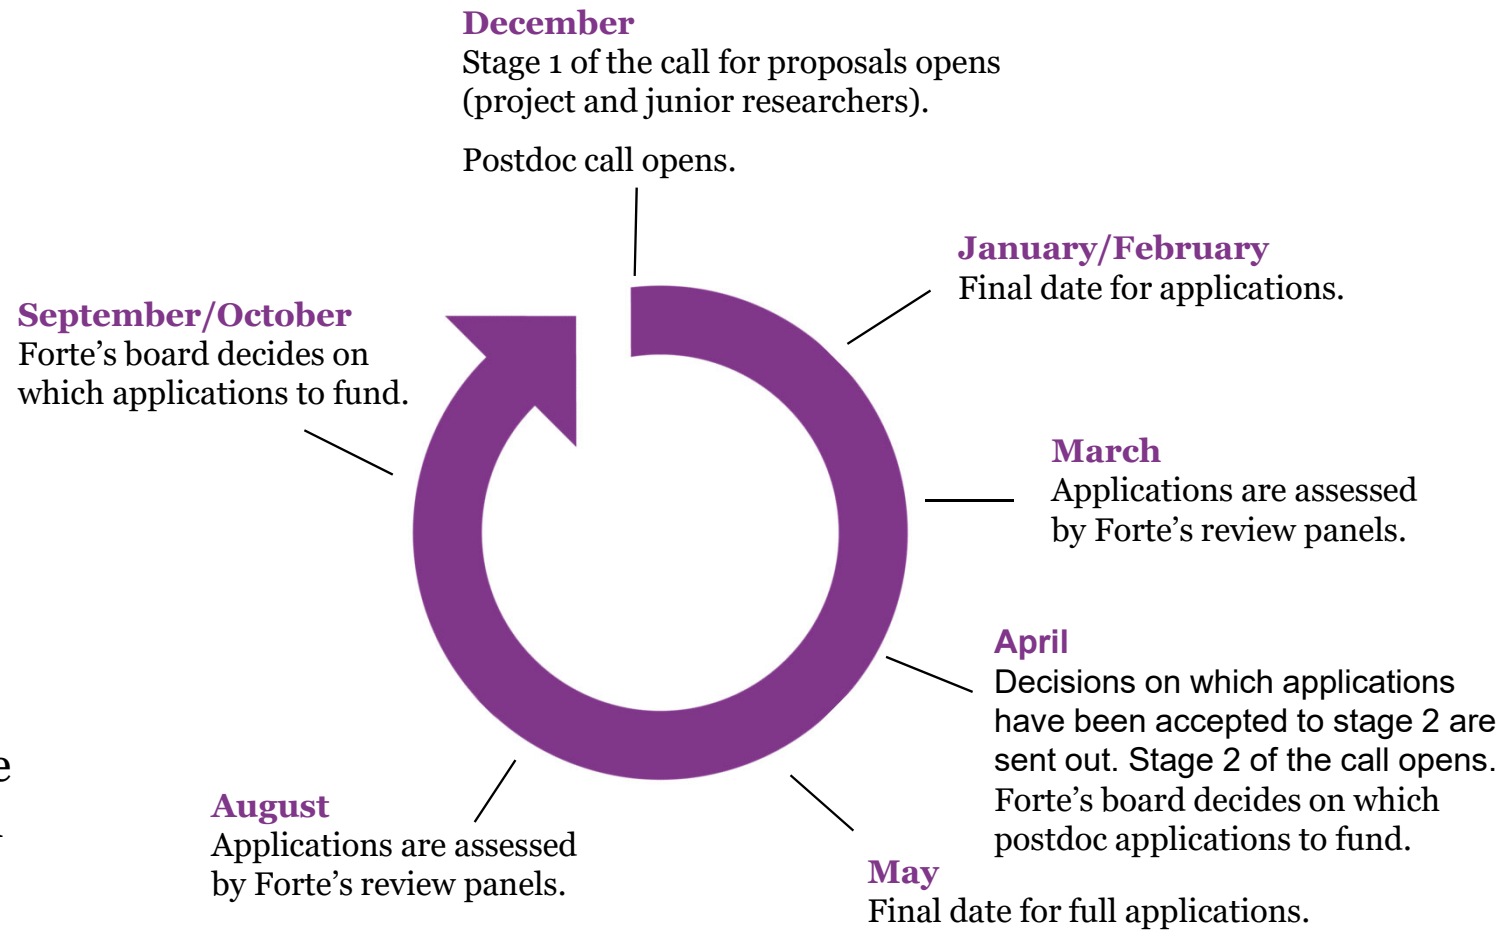 December
Stage 1 of the call for proposals opens
(project and junior researchers).
Postdoc call opens.
January/February
Final date for applications.
March
Applications are assessed
by Forte’s review panels.
April
Decisions on which applications
have been accepted to stage 2 are
sent out. Stage 2 of the call opens.
Forte’s board decides on which
postdoc applications to fund.
May
Final date for full applications.
August
Applications are assessed
by Forte’s review panels.
September/October
Forte’s board decides on
which applications to fund.